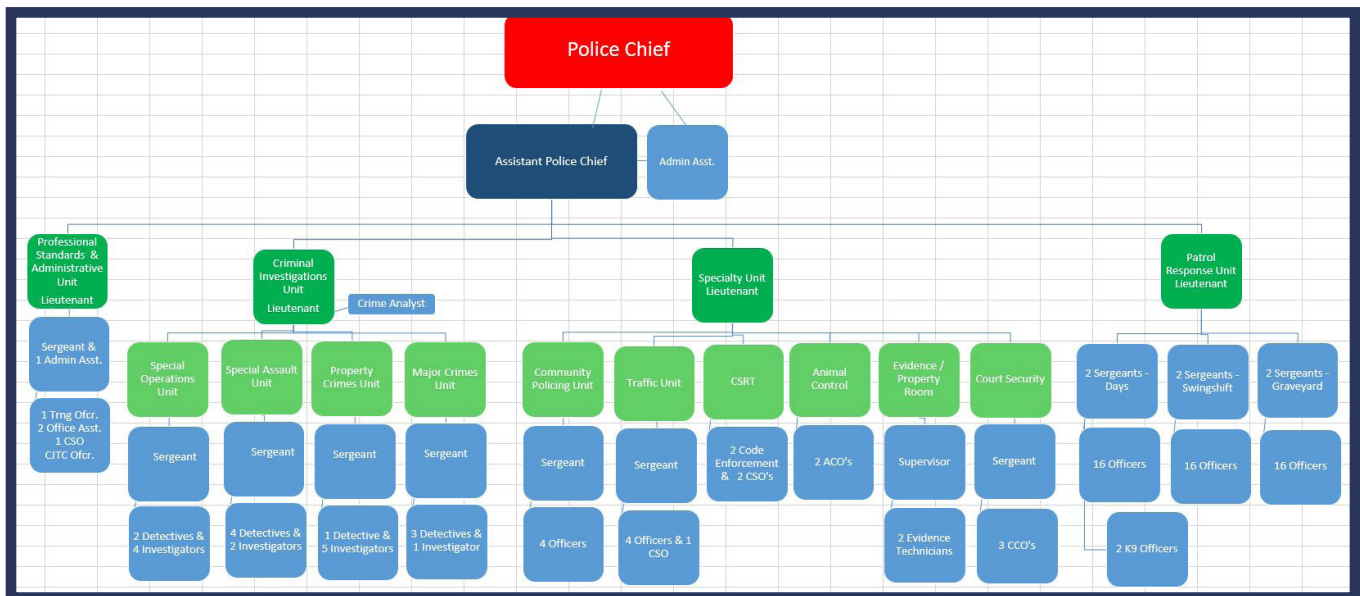 Police Chief
Assistant Police Chief
Admin Asst.
Professional
Standards &
Administrative
Unit
Lieutenant
Criminal
Investigations
Unit
Lieutenant
Crime Analyst
Specialty Unit
Lieutenant
Patrol
Response Unit
Lieutenant
Sergeant &
1 Admin Asst.
1 Trng Ofcr.
2 Office Asst.
1 CSO
CJTC Ofcr.
Special
Operations
Unit
Special Assault
Unit
Property
Crimes Unit
Major Crimes
Unit
Community
Policing Unit
Traffic Unit
CSRT
Animal
Control
Evidence /
Property
Room
Court Security
2 Sergeants -
Days
2 Sergeants -
Swingshift
2 Sergeants -
Graveyard
Sergeant
Sergeant
Sergeant
Sergeant
Sergeant
Sergeant
2 Code
Enforcement
& 2 CSO's
2 ACO's
Supervisor
Sergeant
16 Officers
16 Officers
16 Officers
2 Detectives &
4 Investigators
4 Detectives &
2 Investigators
1 Detective &
5 Investigators
3 Detectives &
1 Investigator
4 Officers
4 Officers & 1
CSO
2 Evidence
Technicians
3 CCO's
2 K9 Officers